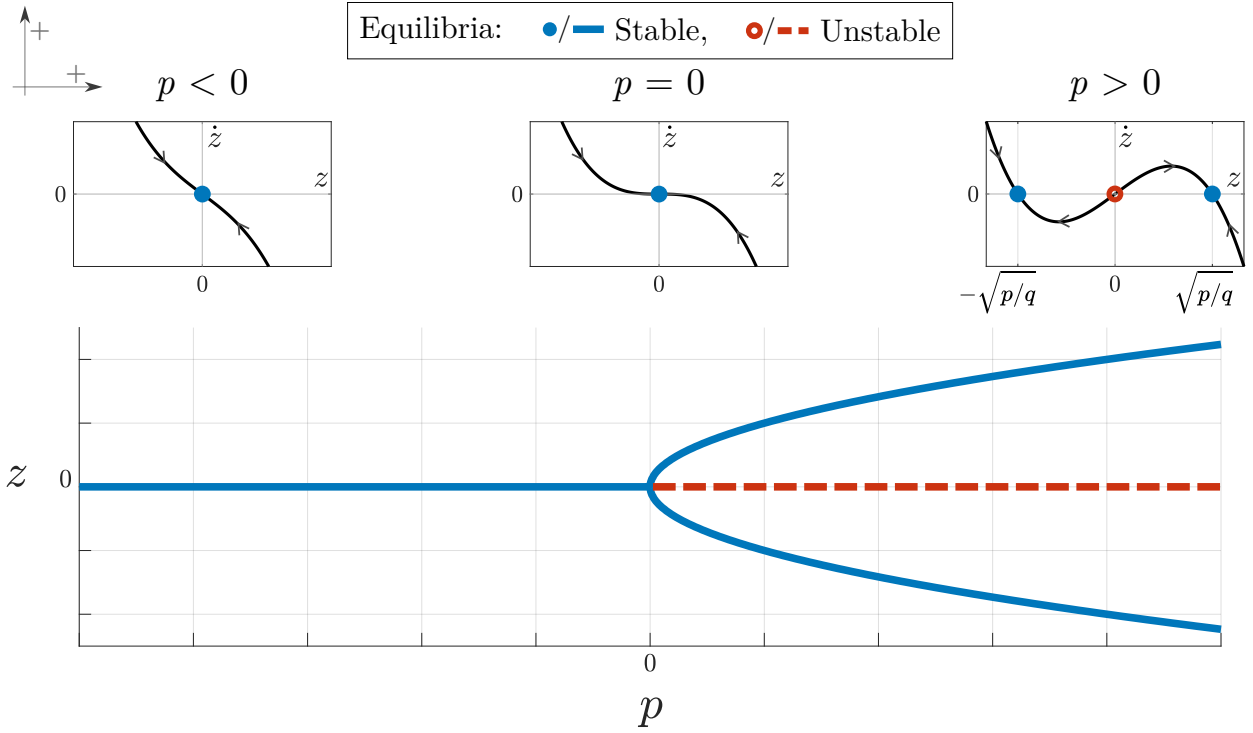 Equilibria: Stable, Unstable
+
+
p < 0
p = 0
p > 0
ż
z
0
0
ż
z
0
0
ż
z
0
−√p/q
0
√p/q
z
0
0
p